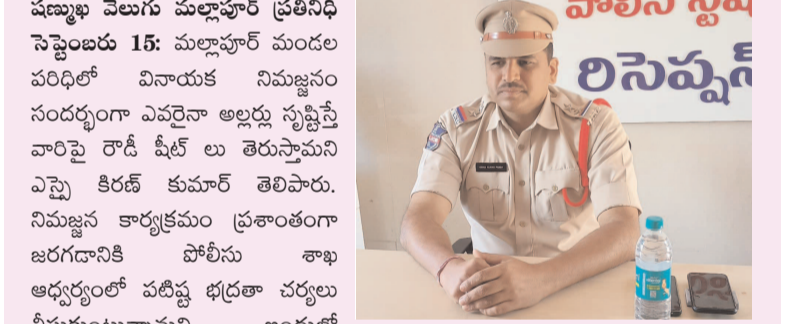 షణ్ముఖ వెలుగు మల్లాపూర్ ప్రతినిధి
సెప్టెంబరు 15: మల్లాపూర్ మండల
పరిధిలో వినాయక నిమజ్జనం
సందర్భంగా ఎవరైనా అల్లర్లు సృష్టిస్తే
వారిపై రౌడీ షీట్ లు తెరుస్తామని
ఎస్సై కిరణ్ కుమార్ తెలిపారు.
నిమజ్జన కార్యక్రమం ప్రశాంతంగా
జరగడానికి పోలీసు శాఖ
ఆధ్వర్యంలో పటిష్ట భద్రతా చర్యలు
పోలీస్ స్టేష
రిసెప్షన్